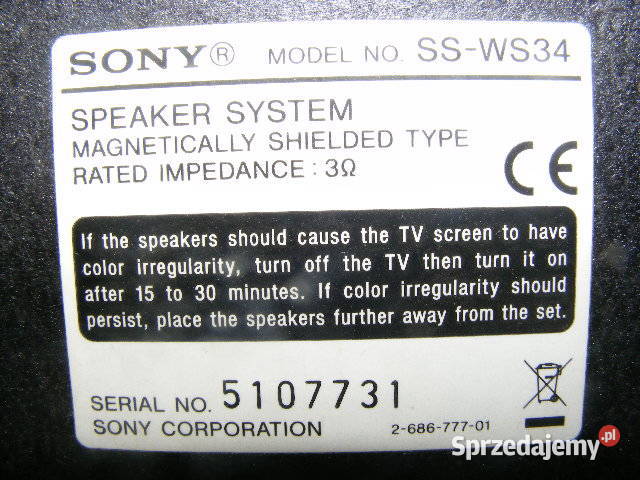 SONY® MODEL NO. SS-WS34
SPEAKER SYSTEM
MAGNETICALLY SHIELDED TYPE
RATED IMPEDANCE : 3Ω
CE
If the speakers should cause the TV screen to have
color irregularity, turn off the TV then turn it on
after 15 to 30 minutes. If color irregularity should
persist, place the speakers further away from the set.
SERIAL NO. 5107731
SONY CORPORATION 2-686-777-01
Sprzedajemy.pl